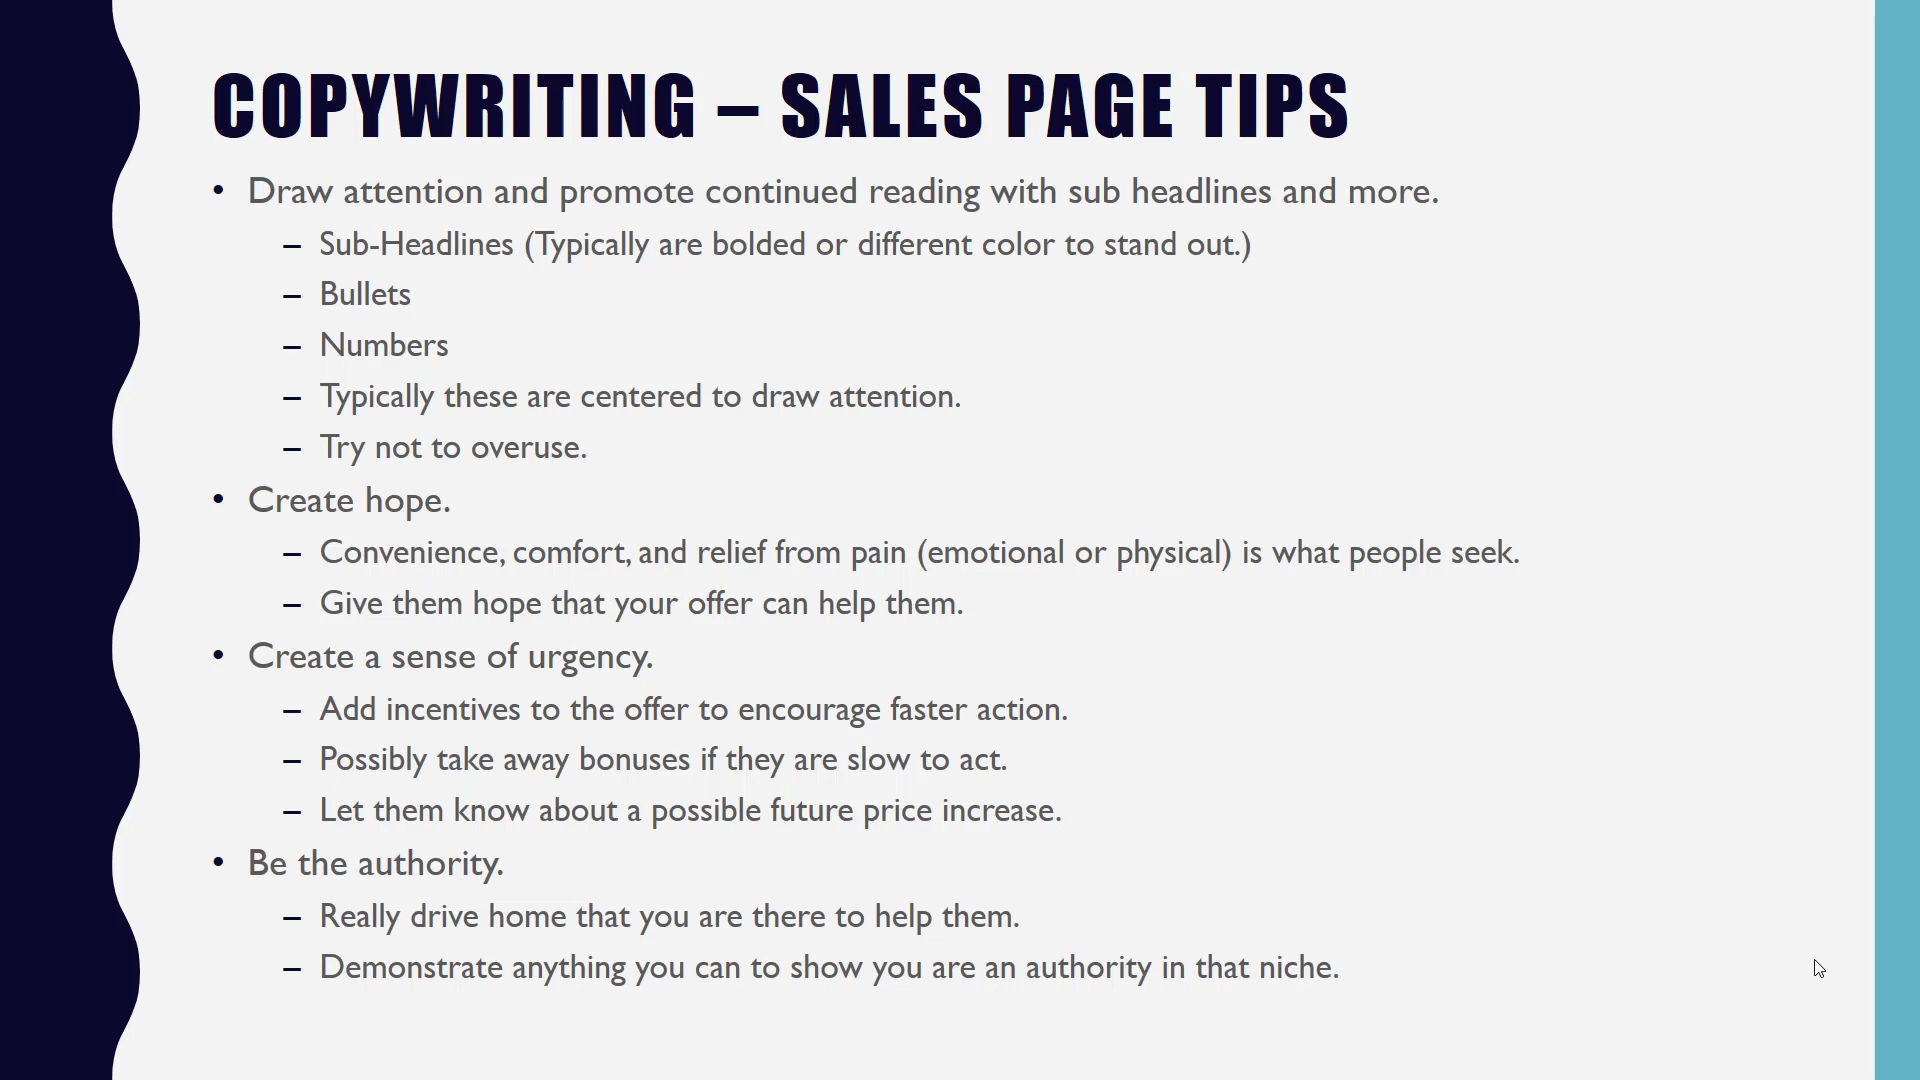 COPYWRITING – SALES PAGE TIPS
• Draw attention and promote continued reading with sub headlines and more.
– Sub-Headlines (Typically are bolded or different color to stand out.)
– Bullets
– Numbers
– Typically these are centered to draw attention.
– Try not to overuse.
• Create hope.
– Convenience, comfort, and relief from pain (emotional or physical) is what people seek.
– Give them hope that your offer can help them.
• Create a sense of urgency.
– Add incentives to the offer to encourage faster action.
– Possibly take away bonuses if they are slow to act.
– Let them know about a possible future price increase.
• Be the authority.
– Really drive home that you are there to help them.
– Demonstrate anything you can to show you are an authority in that niche.